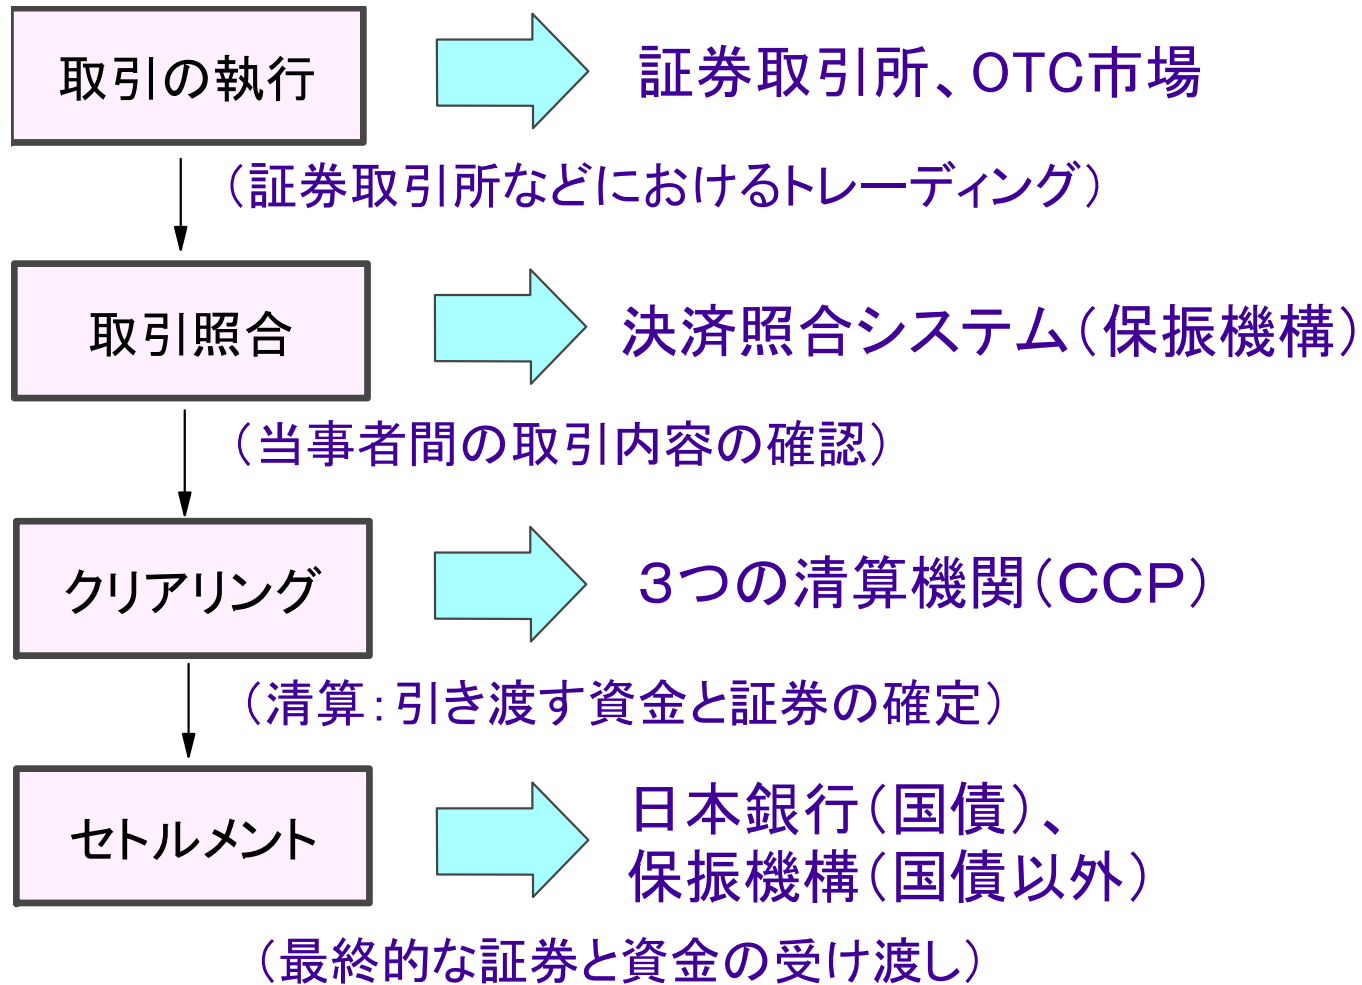 取引の執行
証券取引所、OTC市場
（証券取引所などにおけるトレーディング）
取引照合
決済照合システム（保振機構）
（当事者間の取引内容の確認）
クリアリング
３つの清算機関（CCP）
（清算：引き渡す資金と証券の確定）
セトルメント
日本銀行（国債）、
保振機構（国債以外）
（最終的な証券と資金の受け渡し）